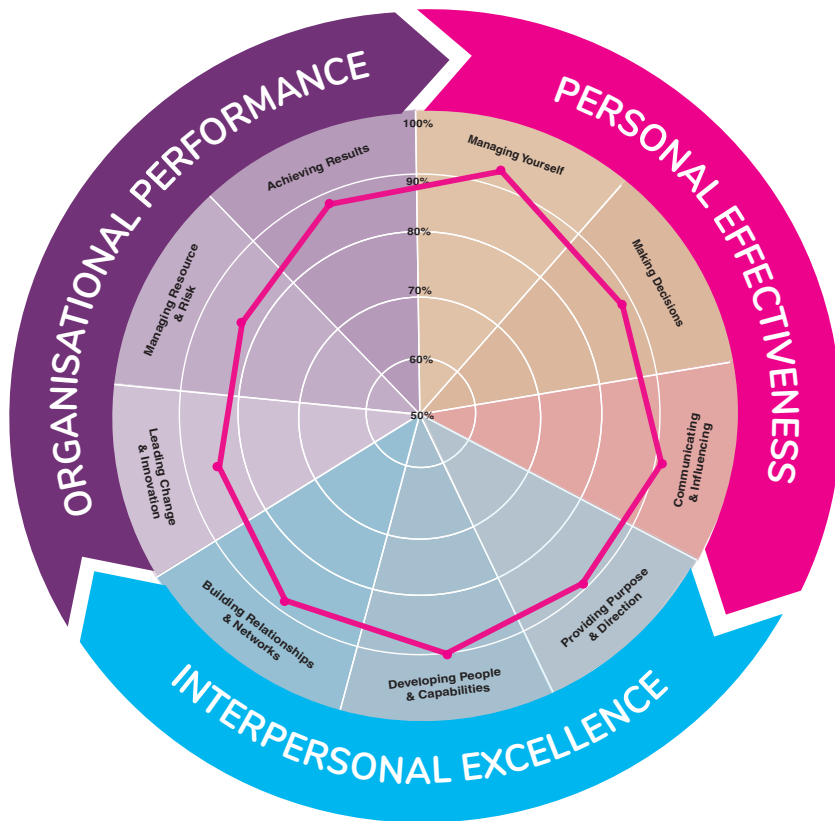 ORGANISATIONAL PERFORMANCE
PERSONAL EFFECTIVENESS
INTERPERSONAL EXCELLENCE
100%
90%
80%
70%
60%
50%
Managing Yourself
Making Decisions
Communicating
& Influencing
Providing Purpose
& Direction
Developing People
& Capabilities
Building Relationships
& Networks
Leading Change
& Innovation
Managing Resource
& Risk
Achieving Results